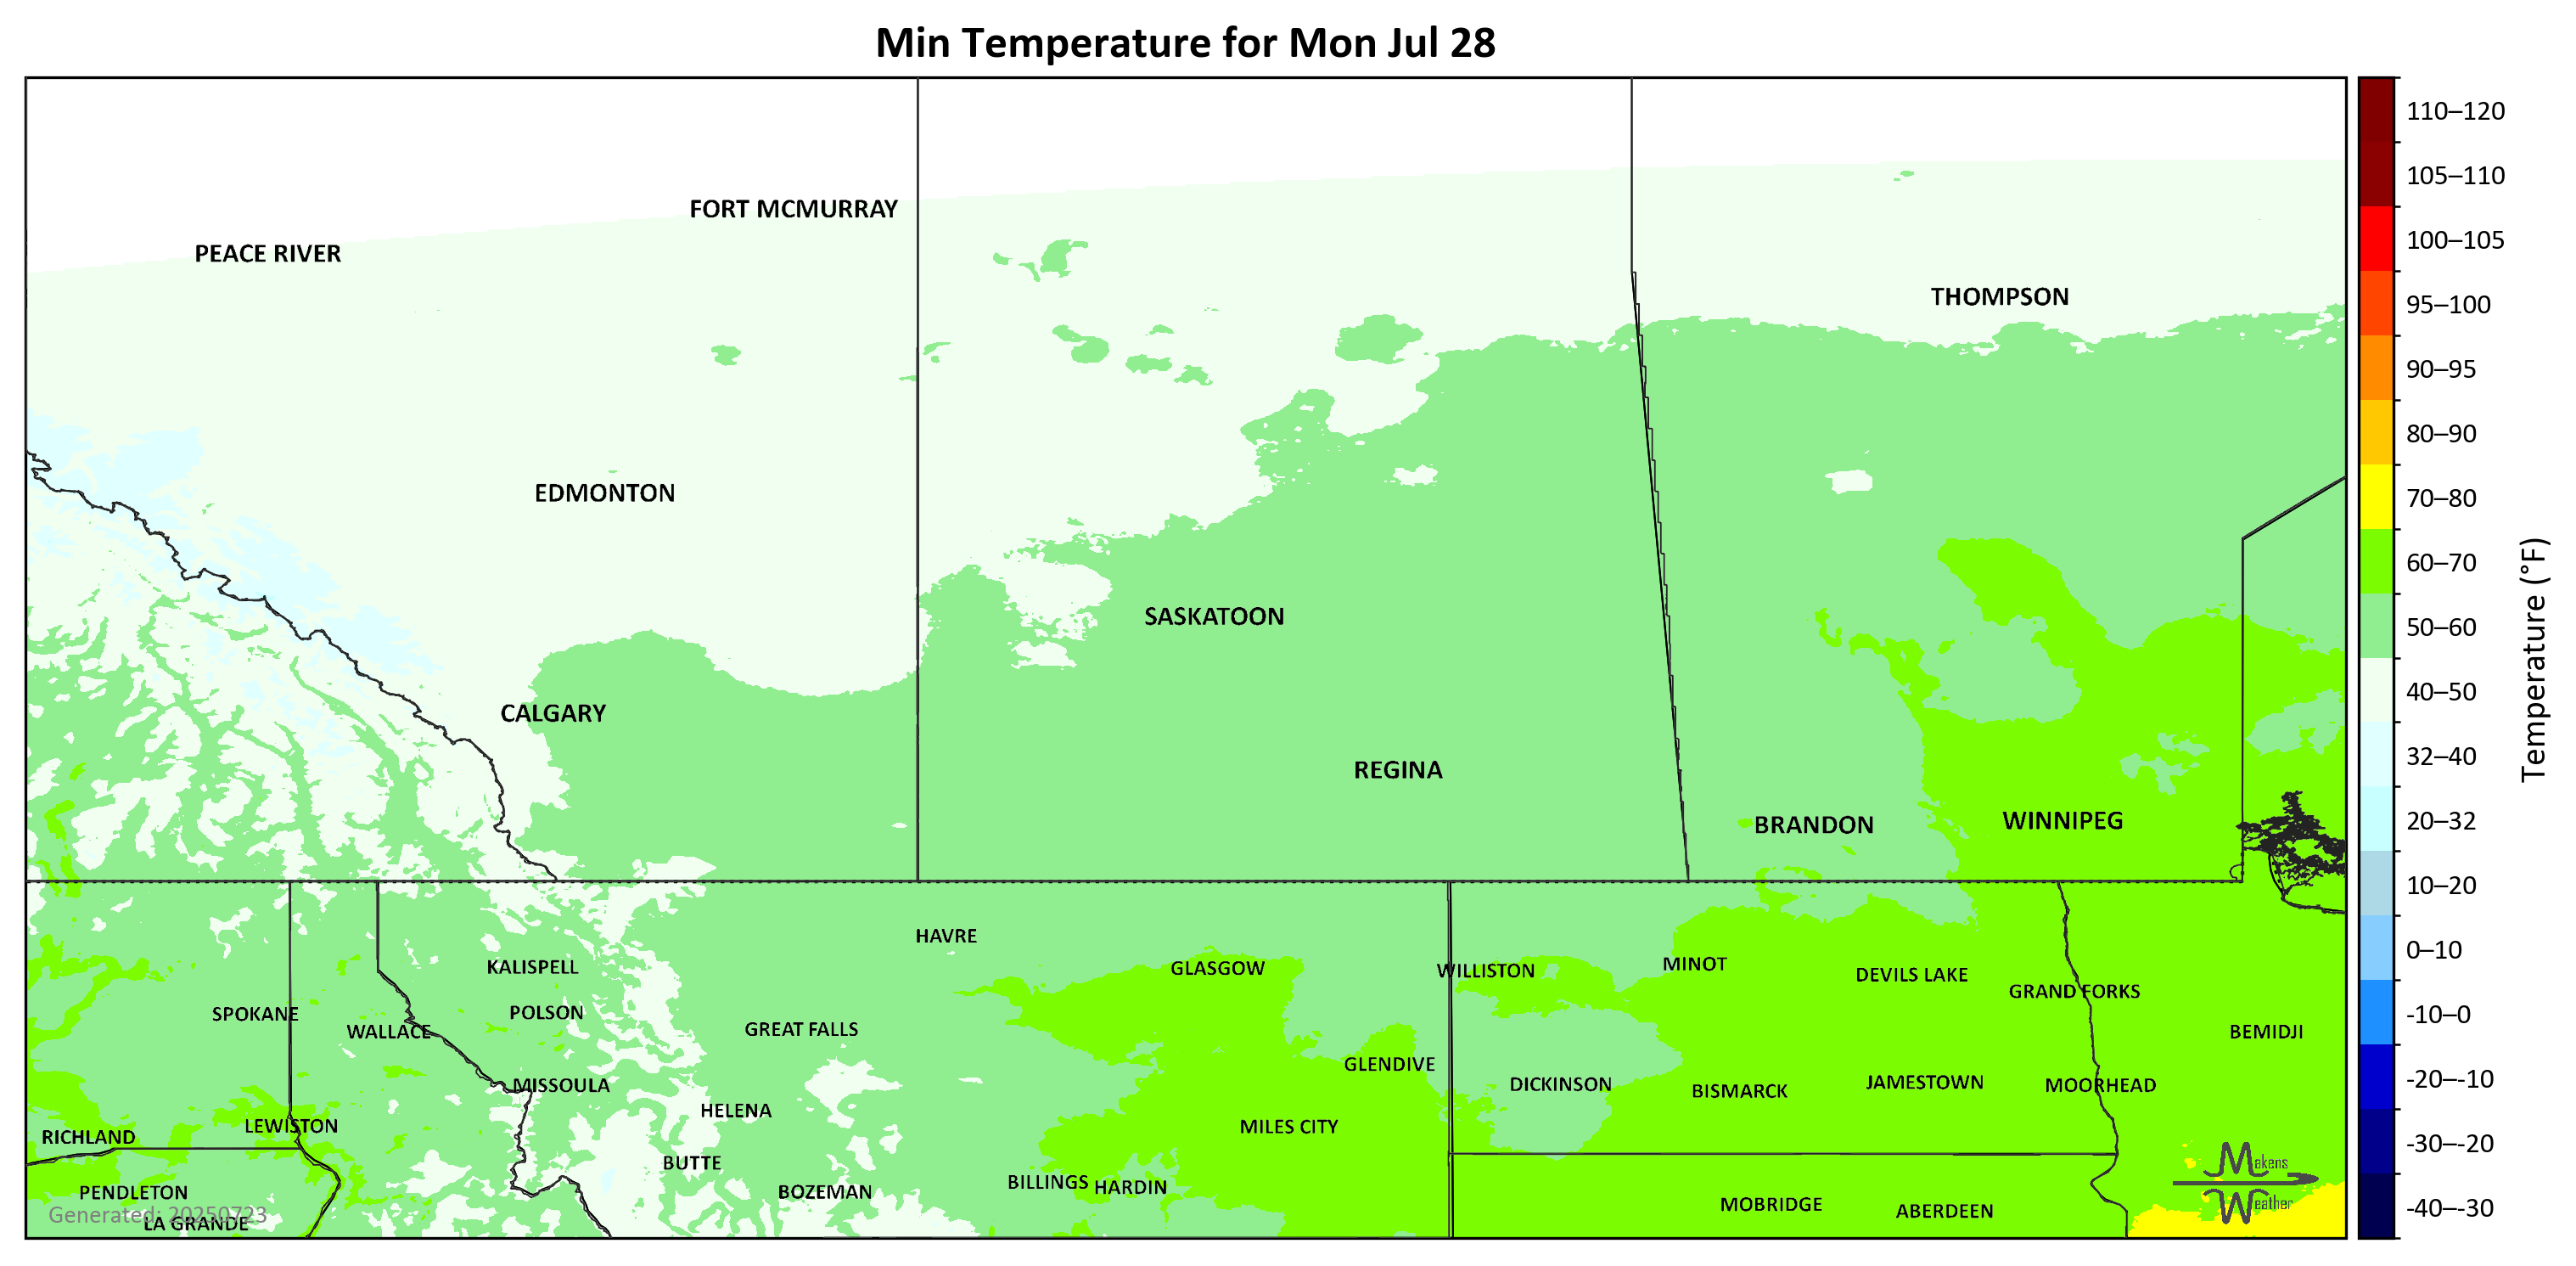 Min Temperature for Mon Jul 28
FORT MCMURRAY
PEACE RIVER
THOMPSON
EDMONTON
SASKATOON
CALGARY
REGINA
BRANDON
WINNIPEG
HAVRE
KALISPELL
GLASGOW
WILLISTON
MINOT
DEVILS LAKE
GRAND FORKS
SPOKANE
POLSON
WALLACE
GREAT FALLS
BEMIDJI
GLENDIVE
MISSOULA
DICKINSON
BISMARCK
JAMESTOWN
MOORHEAD
HELENA
LEWISTON
MILES CITY
RICHLAND
BUTTE
BILLINGS
HARDIN
PENDLETON
BOZEMAN
MOBRIDGE
ABERDEEN
Generated: 20250723
LA GRANDE
Makens
Weather
110–120
105–110
100–105
95–100
90–95
80–90
70–80
60–70
50–60
40–50
32–40
20–32
10–20
0–10
-10–0
-20–-10
-30–-20
-40–-30
Temperature (°F)